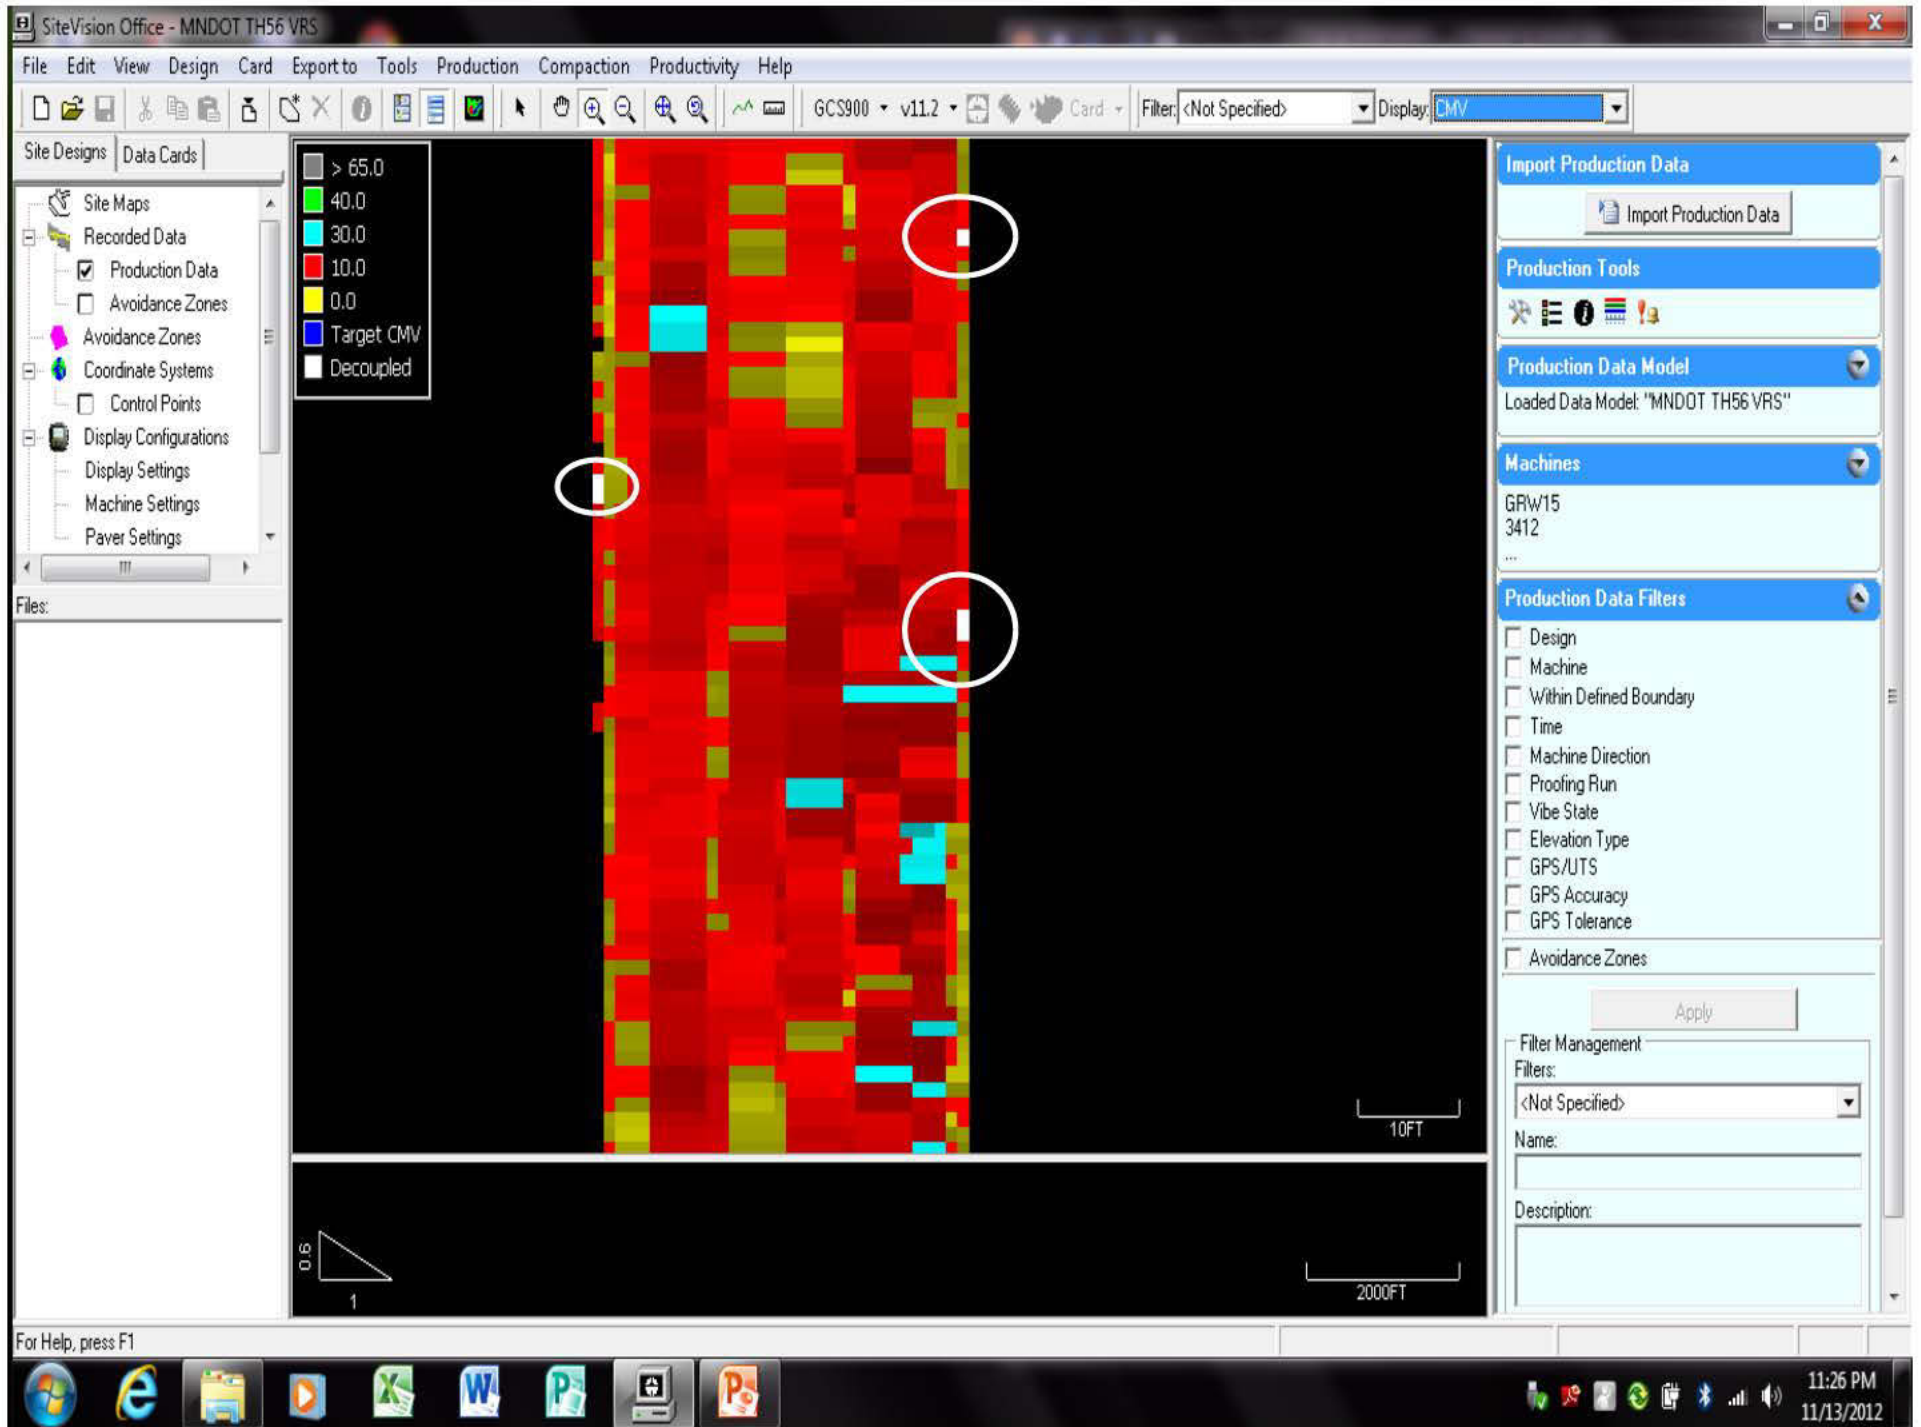 SiteVision Office - MNDOT TH56 VRS
File Edit View Design Card Export to Tools Production Compaction Productivity Help
GCS900 v11.2 Card Filter: <Not Specified> Display: CMV
Site Designs Data Cards
Site Maps
Recorded Data
Production Data
Avoidance Zones
Avoidance Zones
Coordinate Systems
Control Points
Display Configurations
Display Settings
Machine Settings
Paver Settings
Files:
> 65.0
40.0
30.0
10.0
0.0
Target CMV
Decoupled
10FT
0.6
1
2000FT
Import Production Data
Import Production Data
Production Tools
Production Data Model
Loaded Data Model: "MNDOT TH56 VRS"
Machines
GRW15
3412
...
Production Data Filters
Design
Machine
Within Defined Boundary
Time
Machine Direction
Proofing Run
Vibe State
Elevation Type
GPS/UTS
GPS Accuracy
GPS Tolerance
Avoidance Zones
Apply
Filter Management
Filters:
<Not Specified>
Name:
Description:
For Help, press F1
11:26 PM
11/13/2012